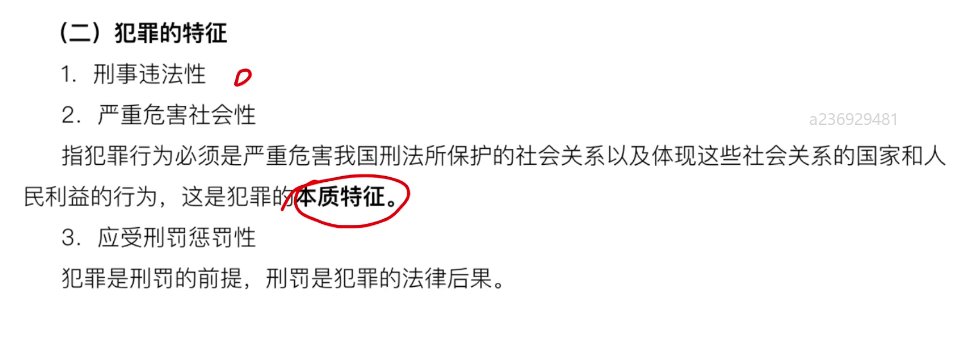 （二）犯罪的特征
1. 刑事违法性
2. 严重危害社会性
a236929481
指犯罪行为必须是严重危害我国刑法所保护的社会关系以及体现这些社会关系的国家和人
民利益的行为，这是犯罪的本质特征。
3. 应受刑罚惩罚性
犯罪是刑罚的前提，刑罚是犯罪的法律后果。